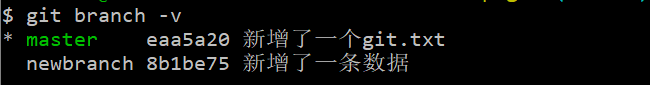 $ git branch -v
* master    eaa5a20 新增了一个git.txt
  newbranch 8b1be75 新增了一条数据